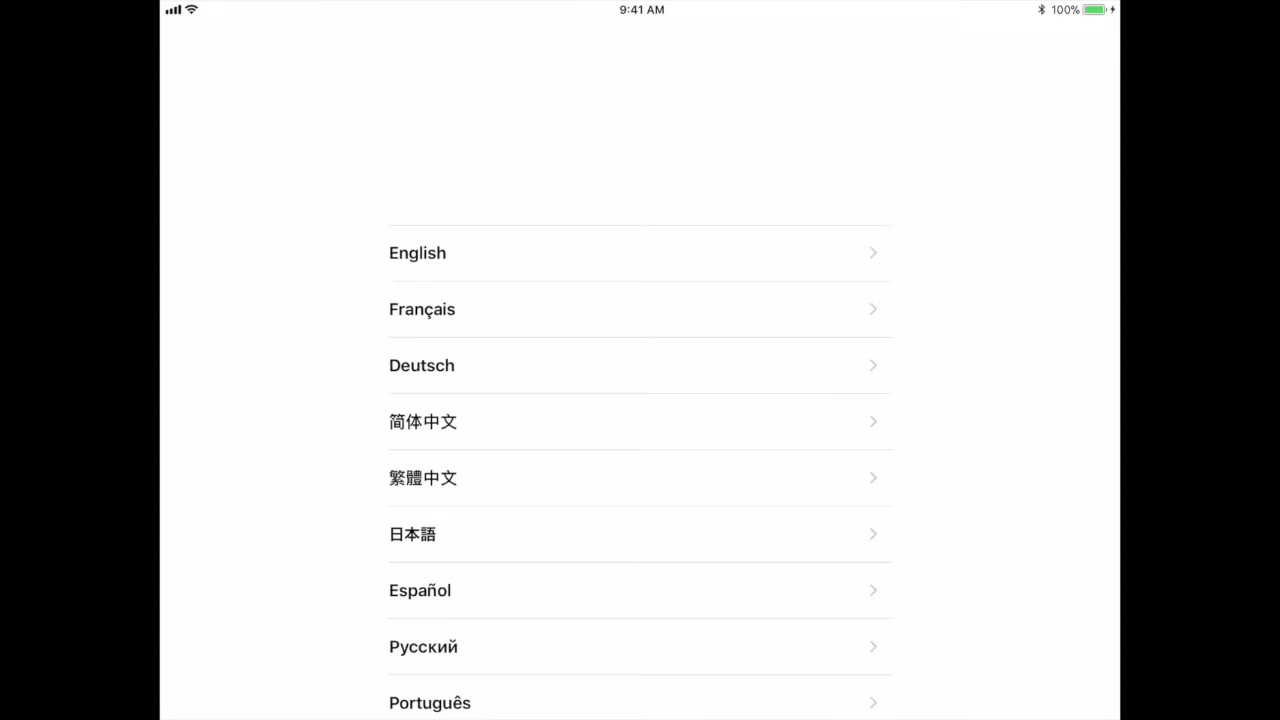 9:41 AM
100%
English
Français
Deutsch
简体中文
繁體中文
日本語
Español
Русский
Português